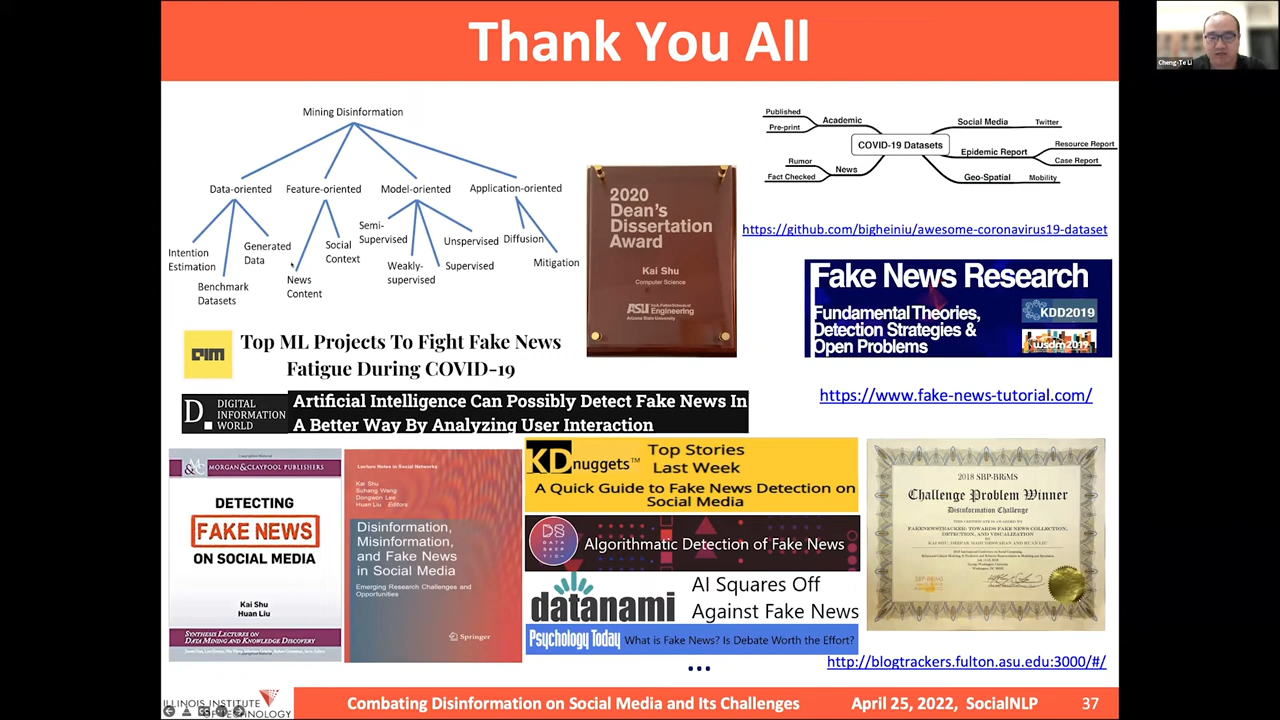 Thank You All
Cheng-Te Li
Mining Disinformation
Data-oriented
Feature-oriented
Model-oriented
Application-oriented
Intention
Estimation
Benchmark
Datasets
Generated
Data
News
Content
Social
Context
Semi-
Supervised
Weakly-
supervised
Unspervised
Supervised
Diffusion
Mitigation
2020
Dean's
Dissertation
Award
Kai Shu
Computer Science
ASU
Engineering
Arizona State University
Published
Pre-print
Academic
Rumor
Fact Checked
News
COVID-19 Datasets
Social Media
Twitter
Epidemic Report
Resource Report
Case Report
Geo-Spatial
Mobility
https://github.com/bigheiniu/awesome-coronavirus19-dataset
Fake News Research
Fundamental Theories,
Detection Strategies &
Open Problems
KDD2019
wsdm2019
https://www.fake-news-tutorial.com/
AIM
Top ML Projects To Fight Fake News
Fatigue During COVID-19
D.
DIGITAL
INFORMATION
WORLD
Artificial Intelligence Can Possibly Detect Fake News In
A Better Way By Analyzing User Interaction
MORGAN & CLAYPOOL PUBLISHERS
DETECTING
FAKE NEWS
ON SOCIAL MEDIA
Kai Shu
Huan Liu
SYNTHESIS LECTURES ON
DATA MINING AND KNOWLEDGE DISCOVERY
Lecture Notes in Social Networks
Kai Shu
Suhang Wang
Dongwon Lee
Huan Liu Editors
Disinformation,
Misinformation,
and Fake News
in Social Media
Emerging Research Challenges and
Opportunities
Springer
KDnuggets™
Top Stories
Last Week
A Quick Guide to Fake News Detection on
Social Media
DS
Algorithmatic Detection of Fake News
datanami
AI Squares Off
Against Fake News
Psychology Today
What is Fake News? Is Debate Worth the Effort?
...
2018 SBP-BRiMS
Challenge Problem Winner
Disinformation Challenge
THIS CERTIFICATE IS AWARDED TO
FAKENEWSTRACKER: TOWARDS FAKE NEWS COLLECTION,
DETECTION, AND VISUALIZATION
BY
KAI SHU, DEEPAK MAHUDESWARAN AND HUAN LIU
http://blogtrackers.fulton.asu.edu:3000/#/
ILLINOIS INSTITUTE
OF TECHNOLOGY
Combating Disinformation on Social Media and Its Challenges
April 25, 2022, SocialNLP
37